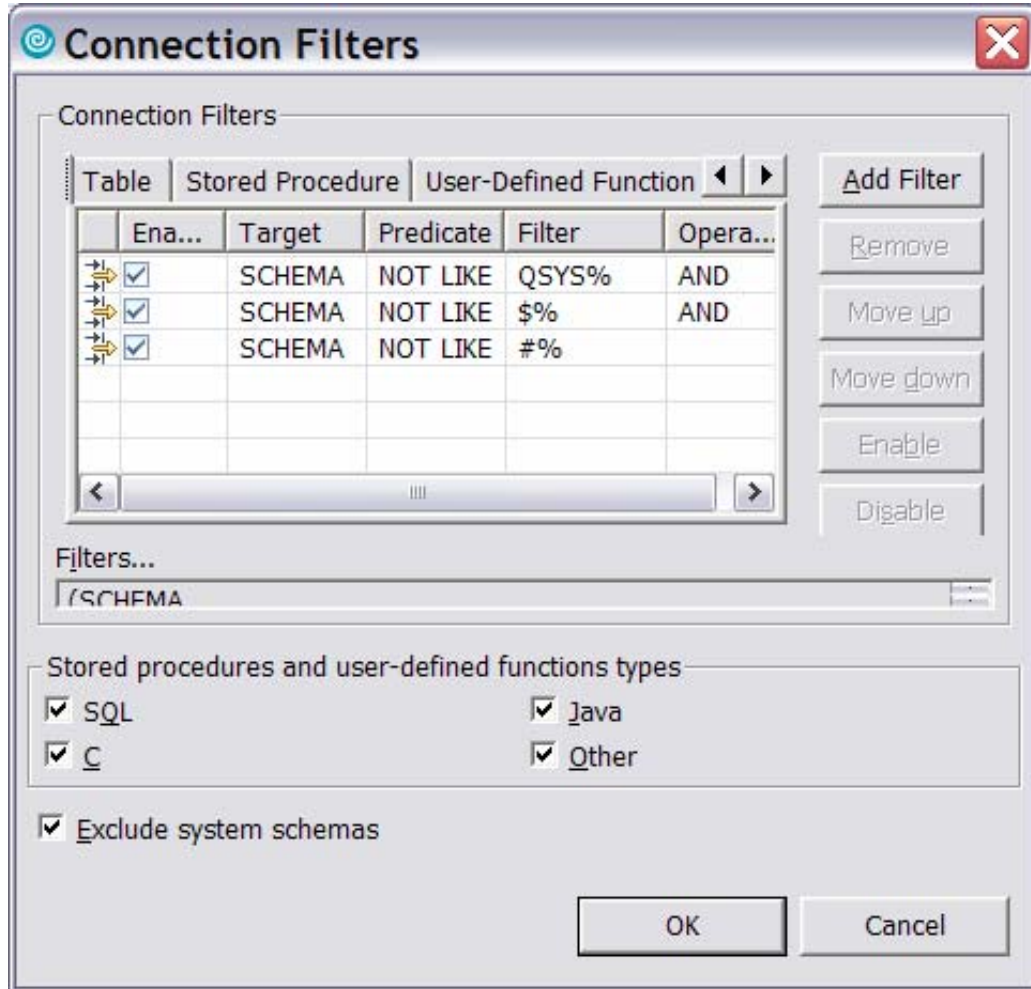 Connection Filters
Connection Filters
Table Stored Procedure User-Defined Function Add Filter
Ena... Target Predicate Filter Opera...
Remove
SCHEMA NOT LIKE QSYS% AND
SCHEMA NOT LIKE $% AND
Move up
SCHEMA NOT LIKE #%
Move down
Enable
Disable
Filters...
(SCHEMA
Stored procedures and user-defined functions types
SQL Java
C Other
Exclude system schemas
OK Cancel